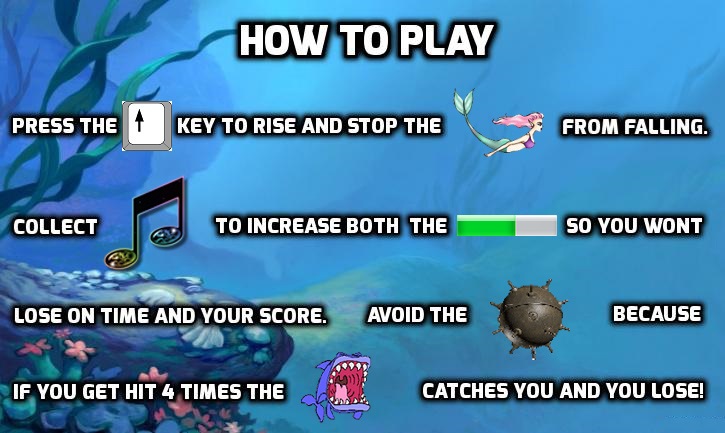 HOW TO PLAY
PRESS THE KEY TO RISE AND STOP THE FROM FALLING.
COLLECT TO INCREASE BOTH THE SO YOU WONT
LOSE ON TIME AND YOUR SCORE. AVOID THE BECAUSE
IF YOU GET HIT 4 TIMES THE CATCHES YOU AND YOU LOSE!